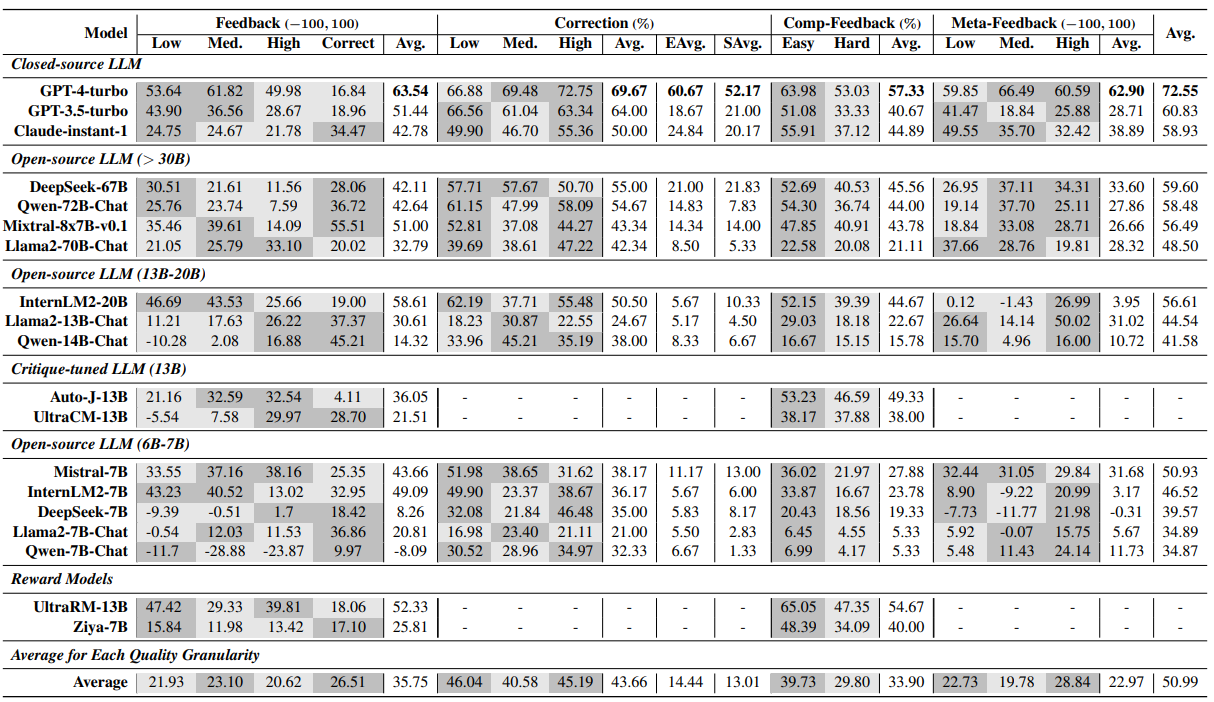 Model Feedback (−100, 100) Correction (%) Comp-Feedback (%) Meta-Feedback (−100, 100) Avg.
Low Med. High Correct Avg. Low Med. High Avg. EAvg. SAvg. Easy Hard Avg. Low Med. High Avg.
Closed-source LLM
GPT-4-turbo 53.64 61.82 49.98 16.84 63.54 66.88 69.48 72.75 69.67 60.67 52.17 63.98 53.03 57.33 59.85 66.49 60.59 62.90 72.55
GPT-3.5-turbo 43.90 36.56 28.67 18.96 51.44 66.56 61.04 63.34 64.00 18.67 21.00 51.08 33.33 40.67 41.47 18.84 25.88 28.71 60.83
Claude-instant-1 24.75 24.67 21.78 34.47 42.78 49.90 46.70 55.36 50.00 24.84 20.17 55.91 37.12 44.89 49.55 35.70 32.42 38.89 58.93
Open-source LLM (> 30B)
DeepSeek-67B 30.51 21.61 11.56 28.06 42.11 57.71 57.67 50.70 55.00 21.00 21.83 52.69 40.53 45.56 26.95 37.11 34.31 33.60 59.60
Qwen-72B-Chat 25.76 23.74 7.59 36.72 42.64 61.15 47.99 58.09 54.67 14.83 7.83 54.30 36.74 44.00 19.14 37.70 25.11 27.86 58.48
Mixtral-8x7B-v0.1 35.46 39.61 14.09 55.51 51.00 52.81 37.08 44.27 43.34 14.34 14.00 47.85 40.91 43.78 18.84 33.08 28.71 26.66 56.49
Llama2-70B-Chat 21.05 25.79 33.10 20.02 32.79 39.69 38.61 47.22 42.34 8.50 5.33 22.58 20.08 21.11 37.66 28.76 19.81 28.32 48.50
Open-source LLM (13B-20B)
InternLM2-20B 46.69 43.53 25.66 19.00 58.61 62.19 37.71 55.48 50.50 5.67 10.33 52.15 39.39 44.67 0.12 -1.43 26.99 3.95 56.61
Llama2-13B-Chat 11.21 17.63 26.22 37.37 30.61 18.23 30.87 22.55 24.67 5.17 4.50 29.03 18.18 22.67 26.64 14.14 50.02 31.02 44.54
Qwen-14B-Chat -10.28 2.08 16.88 45.21 14.32 33.96 45.21 35.19 38.00 8.33 6.67 16.67 15.15 15.78 15.70 4.96 16.00 10.72 41.58
Critique-tuned LLM (13B)
Auto-J-13B 21.16 32.59 32.54 4.11 36.05 - - - - - - 53.23 46.59 49.33 - - - - -
UltraCM-13B -5.54 7.58 29.97 28.70 21.51 - - - - - - 38.17 37.88 38.00 - - - - -
Open-source LLM (6B-7B)
Mistral-7B 33.55 37.16 38.16 25.35 43.66 51.98 38.65 31.62 38.17 11.17 13.00 36.02 21.97 27.88 32.44 31.05 29.84 31.68 50.93
InternLM2-7B 43.23 40.52 13.02 32.95 49.09 49.90 23.37 38.67 36.17 5.67 6.00 33.87 16.67 23.78 8.90 -9.22 20.99 3.17 46.52
DeepSeek-7B -9.39 -0.51 1.7 18.42 8.26 32.08 21.84 46.48 35.00 5.83 8.17 20.43 18.56 19.33 -7.73 -11.77 21.98 -0.31 39.57
Llama2-7B-Chat -0.54 12.03 11.53 36.86 20.81 16.98 23.40 21.11 21.00 5.50 2.83 6.45 4.55 5.33 5.92 -0.07 15.75 5.67 34.89
Qwen-7B-Chat -11.7 -28.88 -23.87 9.97 -8.09 30.52 28.96 34.97 32.33 6.67 1.33 6.99 4.17 5.33 5.48 11.43 24.14 11.73 34.87
Reward Models
UltraRM-13B 47.42 29.33 39.81 18.06 52.33 - - - - - - 65.05 47.35 54.67 - - - - -
Ziya-7B 15.84 11.98 13.42 17.10 25.81 - - - - - - 48.39 34.09 40.00 - - - - -
Average for Each Quality Granularity
Average 21.93 23.10 20.62 26.51 35.75 46.04 40.58 45.19 43.66 14.44 13.01 39.73 29.80 33.90 22.73 19.78 28.84 22.97 50.99